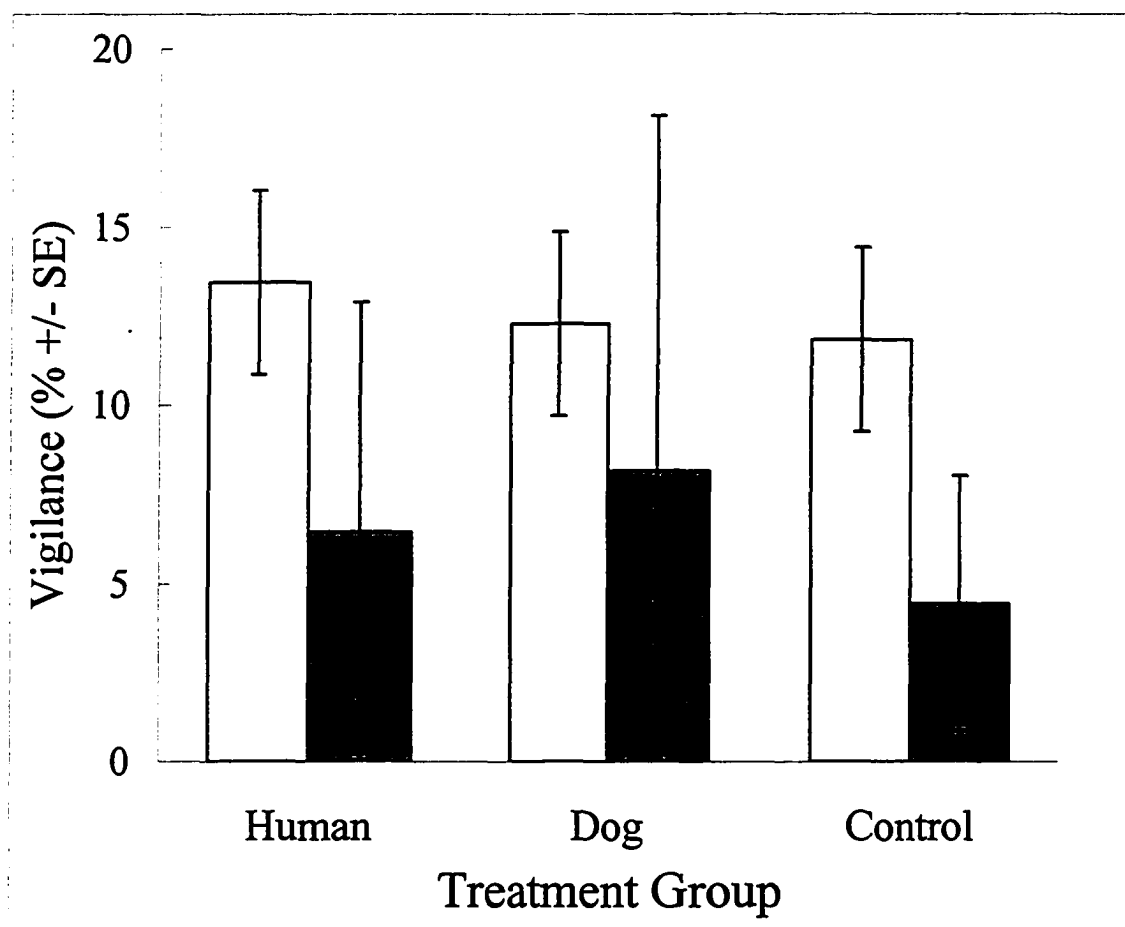 20
15
10
5
0
Vigilance (% +/- SE)
Human Dog Control
Treatment Group